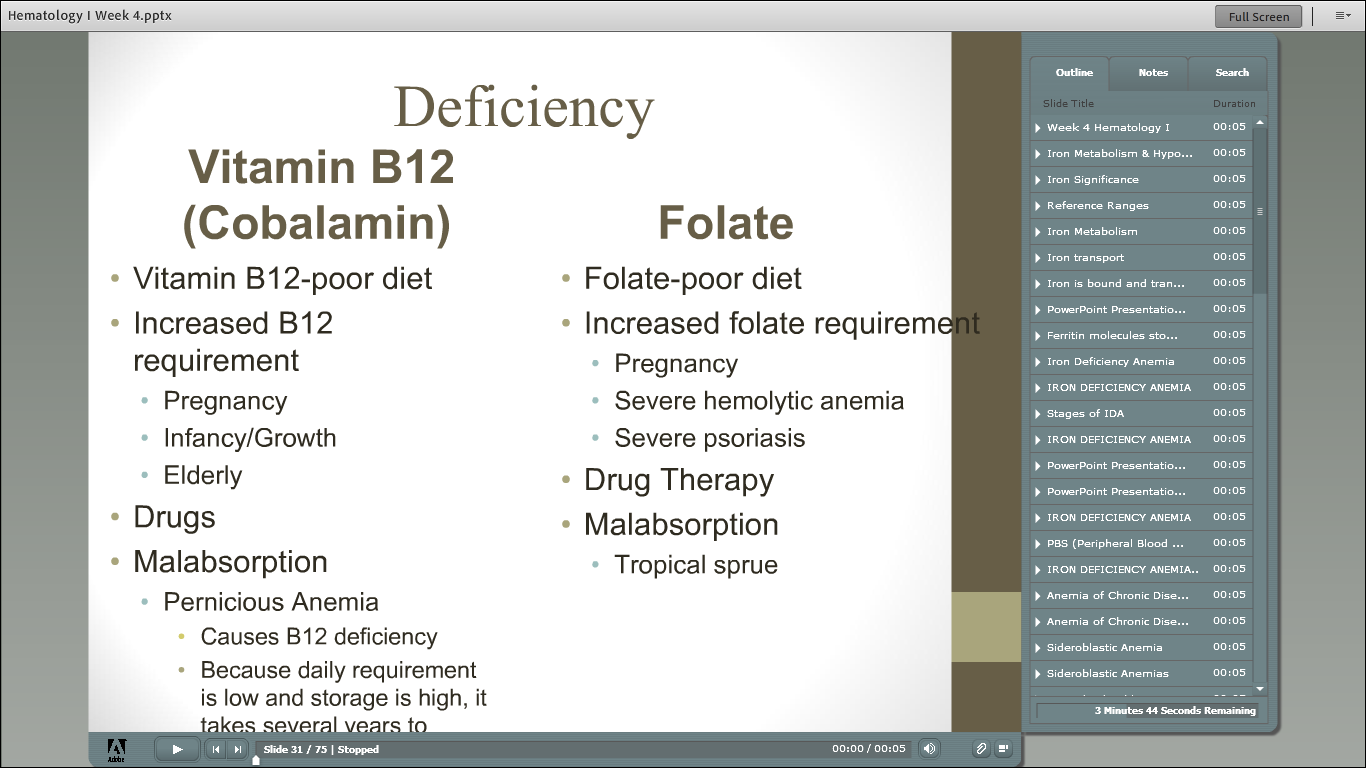 Hematology I Week 4.pptx
Full Screen
Deficiency
Vitamin B12
(Cobalamin)
• Vitamin B12-poor diet
• Increased B12
requirement
• Pregnancy
• Infancy/Growth
• Elderly
• Drugs
• Malabsorption
• Pernicious Anemia
• Causes B12 deficiency
• Because daily requirement
is low and storage is high, it
takes several years to
Folate
• Folate-poor diet
• Increased folate requirement
• Pregnancy
• Severe hemolytic anemia
• Severe psoriasis
• Drug Therapy
• Malabsorption
• Tropical sprue
Outline Notes Search
Slide Title Duration
Week 4 Hematology I 00:05
Iron Metabolism & Hypo... 00:05
Iron Significance 00:05
Reference Ranges 00:05
Iron Metabolism 00:05
Iron transport 00:05
Iron is bound and tran... 00:05
PowerPoint Presentatio... 00:05
Ferritin molecules sto... 00:05
Iron Deficiency Anemia 00:05
IRON DEFICIENCY ANEMIA 00:05
Stages of IDA 00:05
IRON DEFICIENCY ANEMIA 00:05
PowerPoint Presentatio... 00:05
PowerPoint Presentatio... 00:05
IRON DEFICIENCY ANEMIA 00:05
PBS (Peripheral Blood ... 00:05
IRON DEFICIENCY ANEMIA.. 00:05
Anemia of Chronic Dise... 00:05
Anemia of Chronic Dise... 00:05
Sideroblastic Anemia 00:05
Sideroblastic Anemias 00:05
3 Minutes 44 Seconds Remaining
Adobe
Slide 31 / 75 | Stopped
00:00 / 00:05